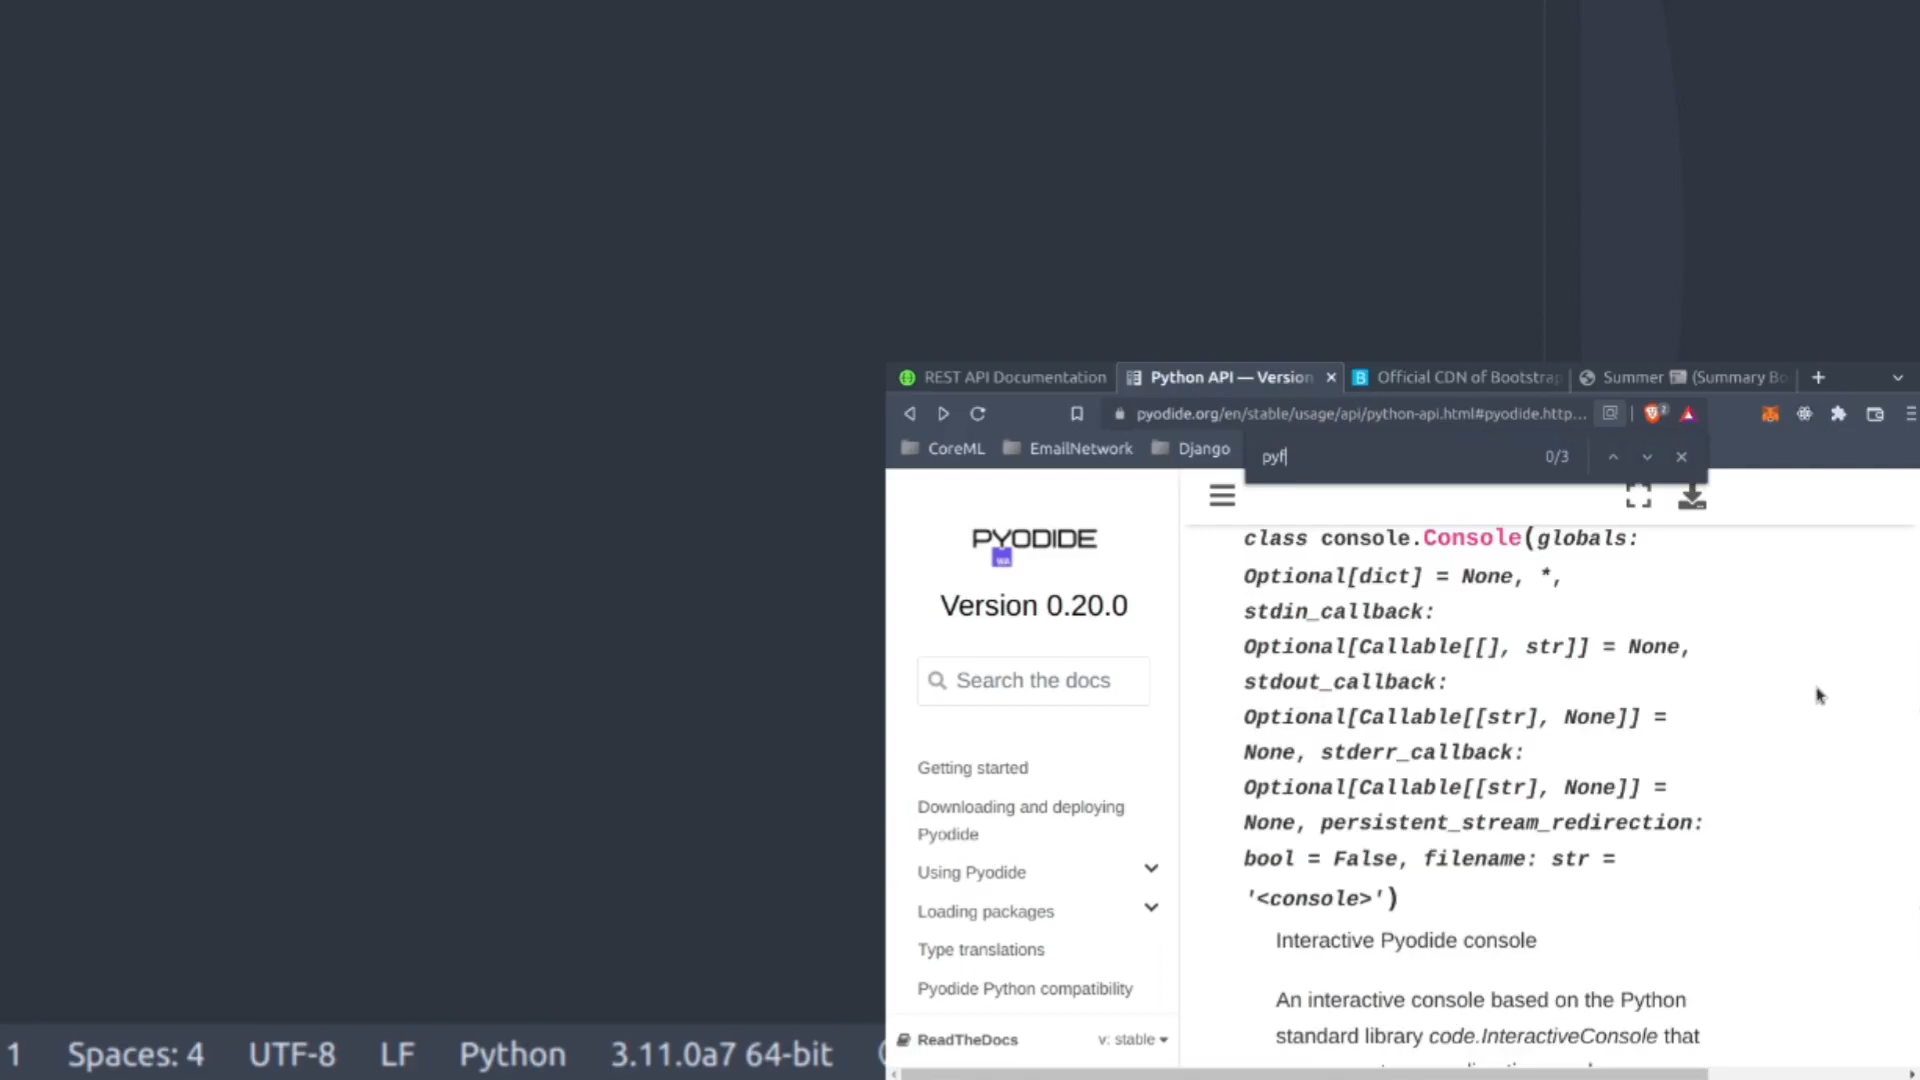 REST API Documentation
Python API — Version
Official CDN of Bootstrap
Summer (Summary Bo
pyodide.org/en/stable/usage/api/python-api.html#pyodide.http...
2
CoreML
EmailNetwork
Django
pyf
0/3
PYODIDE
WA
Version 0.20.0
Search the docs
Getting started
Downloading and deploying
Pyodide
Using Pyodide
Loading packages
Type translations
Pyodide Python compatibility
ReadTheDocs
v: stable
class console.Console(globals:
Optional[dict] = None, *,
stdin_callback:
Optional[Callable[[], str]] = None,
stdout_callback:
Optional[Callable[[str], None]] =
None, stderr_callback:
Optional[Callable[[str], None]] =
None, persistent_stream_redirection:
bool = False, filename: str =
'<console>')
Interactive Pyodide console
An interactive console based on the Python
standard library code.InteractiveConsole that
1 Spaces: 4 UTF-8 LF Python 3.11.0a7 64-bit